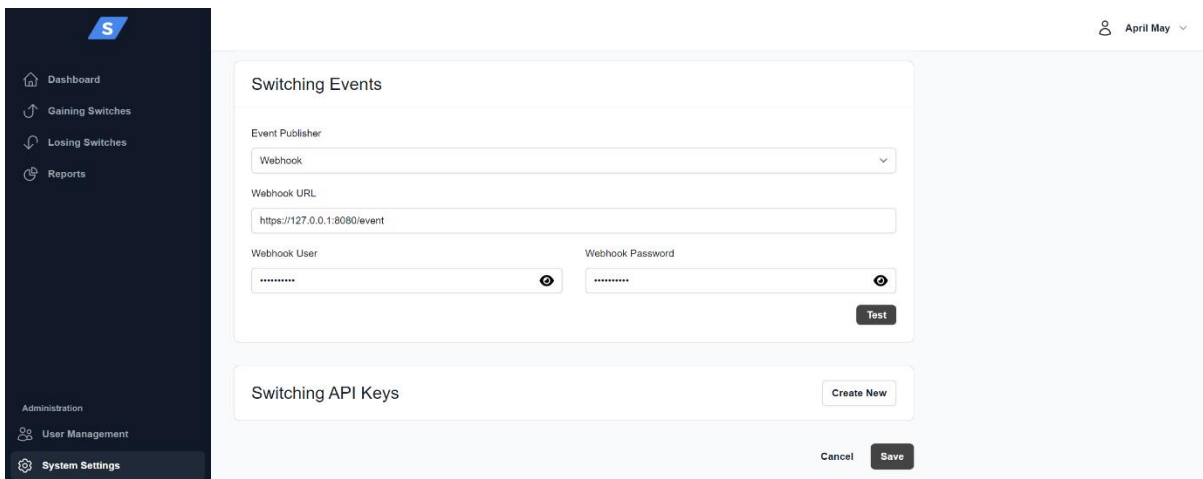 S
April May
Dashboard
Gaining Switches
Losing Switches
Reports
Administration
User Management
System Settings
Switching Events
Event Publisher
Webhook
Webhook URL
https://127.0.0.1:8080/event
Webhook User Webhook Password
•••••••••• ••••••••••
Test
Switching API Keys Create New
Cancel Save